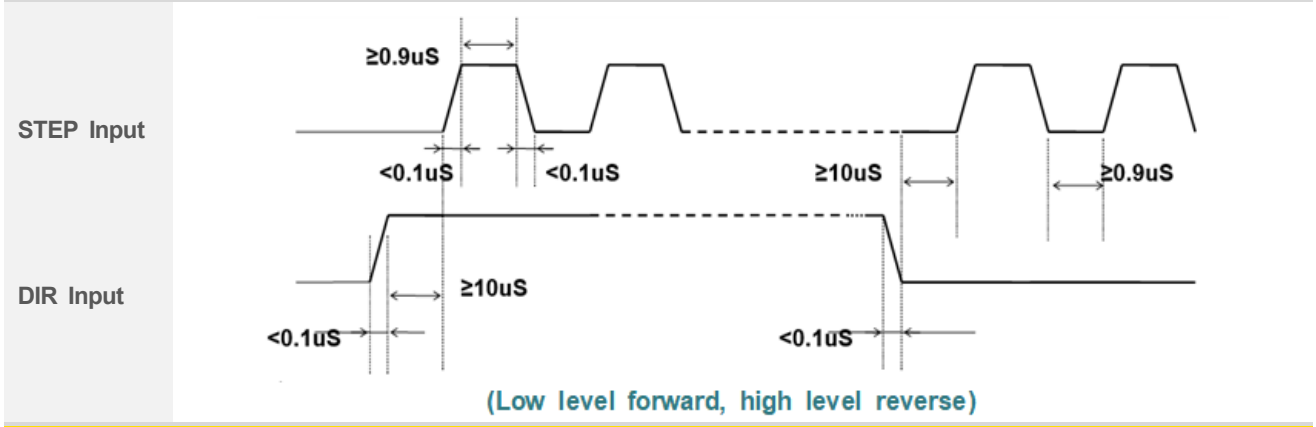 ≥0.9uS
STEP Input
<0.1uS <0.1uS ≥10uS ≥0.9uS
DIR Input
≥10uS
<0.1uS <0.1uS
(Low level forward, high level reverse)